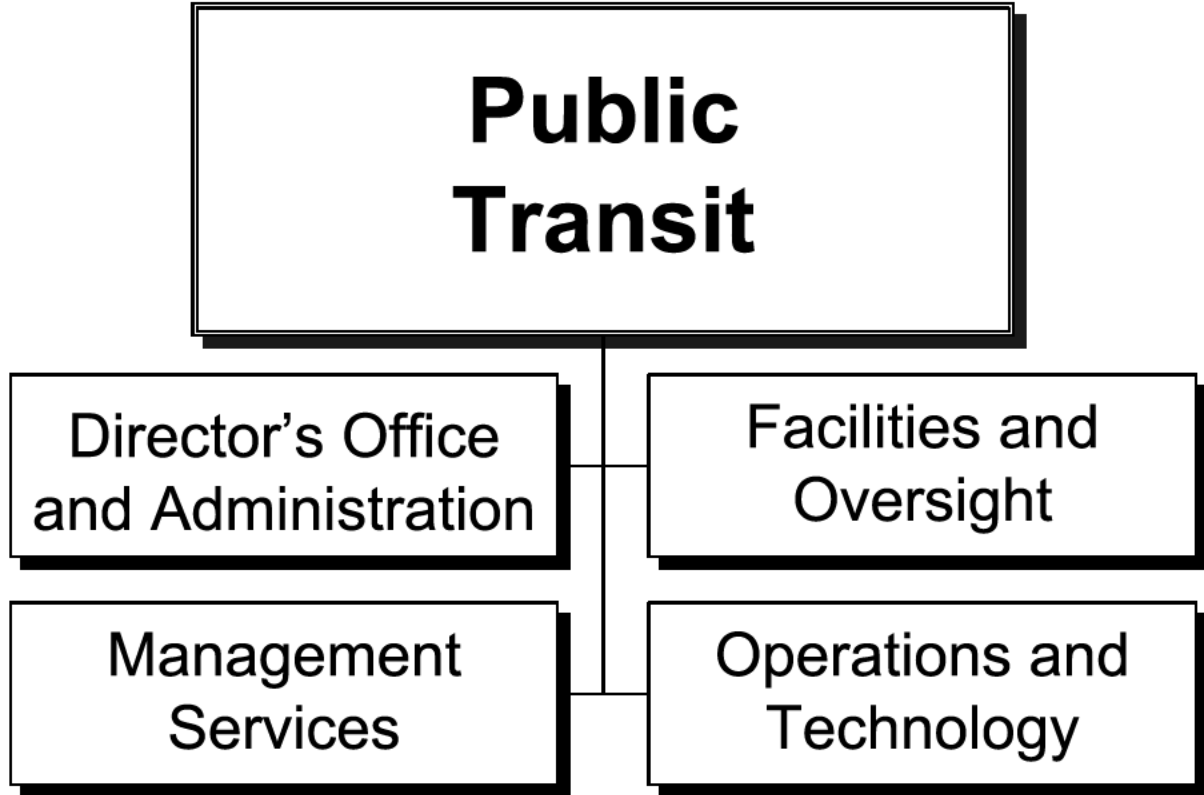 Public
Transit
Director’s Office
and Administration
Facilities and
Oversight
Management
Services
Operations and
Technology